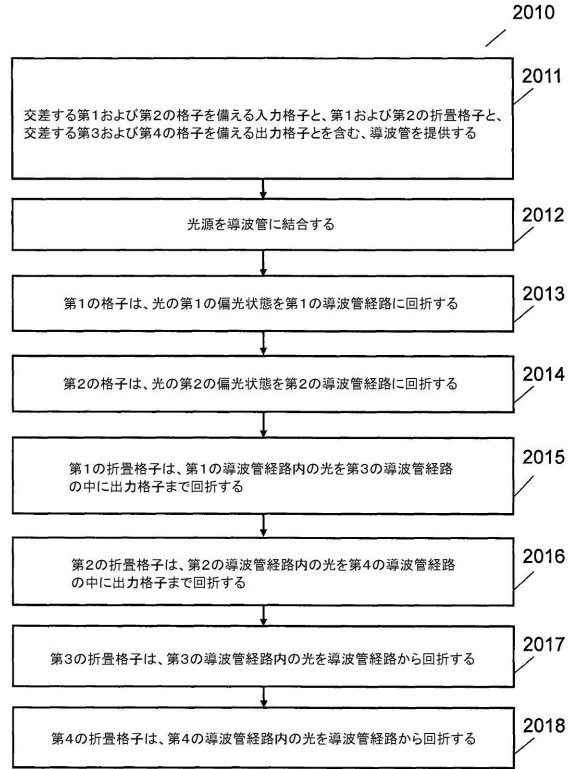 2010
2011
交差する第1および第2の格子を備える入力格子と、第1および第2の折畳格子と、
交差する第3および第4の格子を備える出力格子とを含む、導波管を提供する
2012
光源を導波管に結合する
2013
第1の格子は、光の第1の偏光状態を第1の導波管経路に回折する
2014
第2の格子は、光の第2の偏光状態を第2の導波管経路に回折する
2015
第1の折畳格子は、第1の導波管経路内の光を第3の導波管経路
の中に出力格子まで回折する
2016
第2の折畳格子は、第2の導波管経路内の光を第4の導波管経路
の中に出力格子まで回折する
2017
第3の折畳格子は、第3の導波管経路内の光を導波管経路から回折する
2018
第4の折畳格子は、第4の導波管経路内の光を導波管経路から回折する